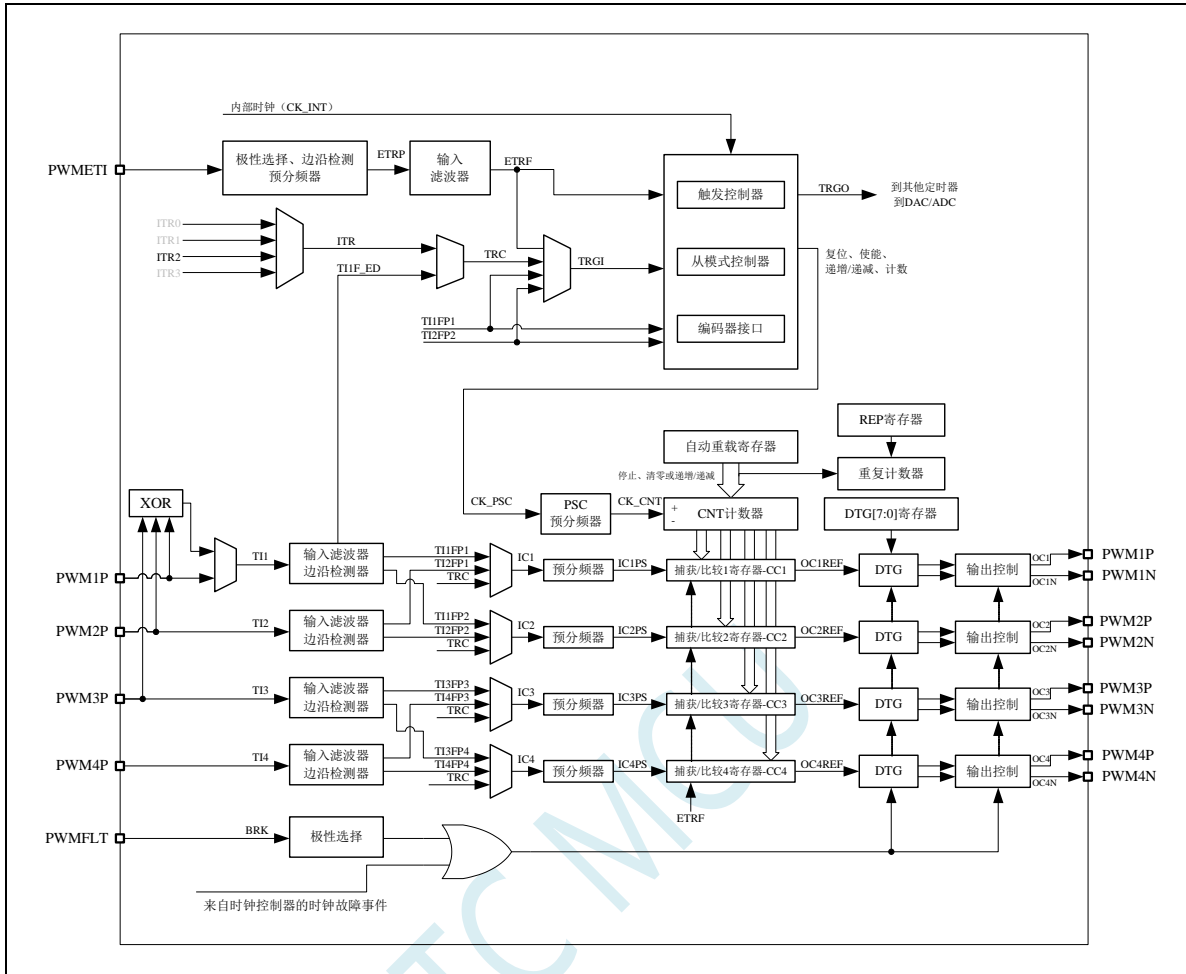 内部时钟（CK_INT）
PWMETI
极性选择、边沿检测
预分频器
ETRP
输入
滤波器
ETRF
触发控制器
TRGO
到其他定时器
到DAC/ADC
ITR0
ITR1
ITR2
ITR3
ITR
TI1F_ED
TRC
TRGI
从模式控制器
复位、使能、
递增/递减、计数
TI1FP1
TI2FP2
编码器接口
REP寄存器
自动重载寄存器
停止、清零或递增/递减
重复计数器
XOR
CK_PSC
PSC
预分频器
CK_CNT
+
-
CNT计数器
DTG[7:0]寄存器
PWM1P
TI1
输入滤波器
边沿检测器
TI1FP1
TI2FP1
TRC
IC1
预分频器
IC1PS
捕获/比较1寄存器-CC1
OC1REF
DTG
输出控制
OC1
OC1N
PWM1P
PWM1N
PWM2P
TI2
输入滤波器
边沿检测器
TI1FP2
TI2FP2
TRC
IC2
预分频器
IC2PS
捕获/比较2寄存器-CC2
OC2REF
DTG
输出控制
OC2
OC2N
PWM2P
PWM2N
PWM3P
TI3
输入滤波器
边沿检测器
TI3FP3
TI4FP3
TRC
IC3
预分频器
IC3PS
捕获/比较3寄存器-CC3
OC3REF
DTG
输出控制
OC3
OC3N
PWM3P
PWM3N
PWM4P
TI4
输入滤波器
边沿检测器
TI3FP4
TI4FP4
TRC
IC4
预分频器
IC4PS
捕获/比较4寄存器-CC4
OC4REF
DTG
输出控制
OC4
OC4N
PWM4P
PWM4N
ETRF
PWMFLT
BRK
极性选择
来自时钟控制器的时钟故障事件
MCU